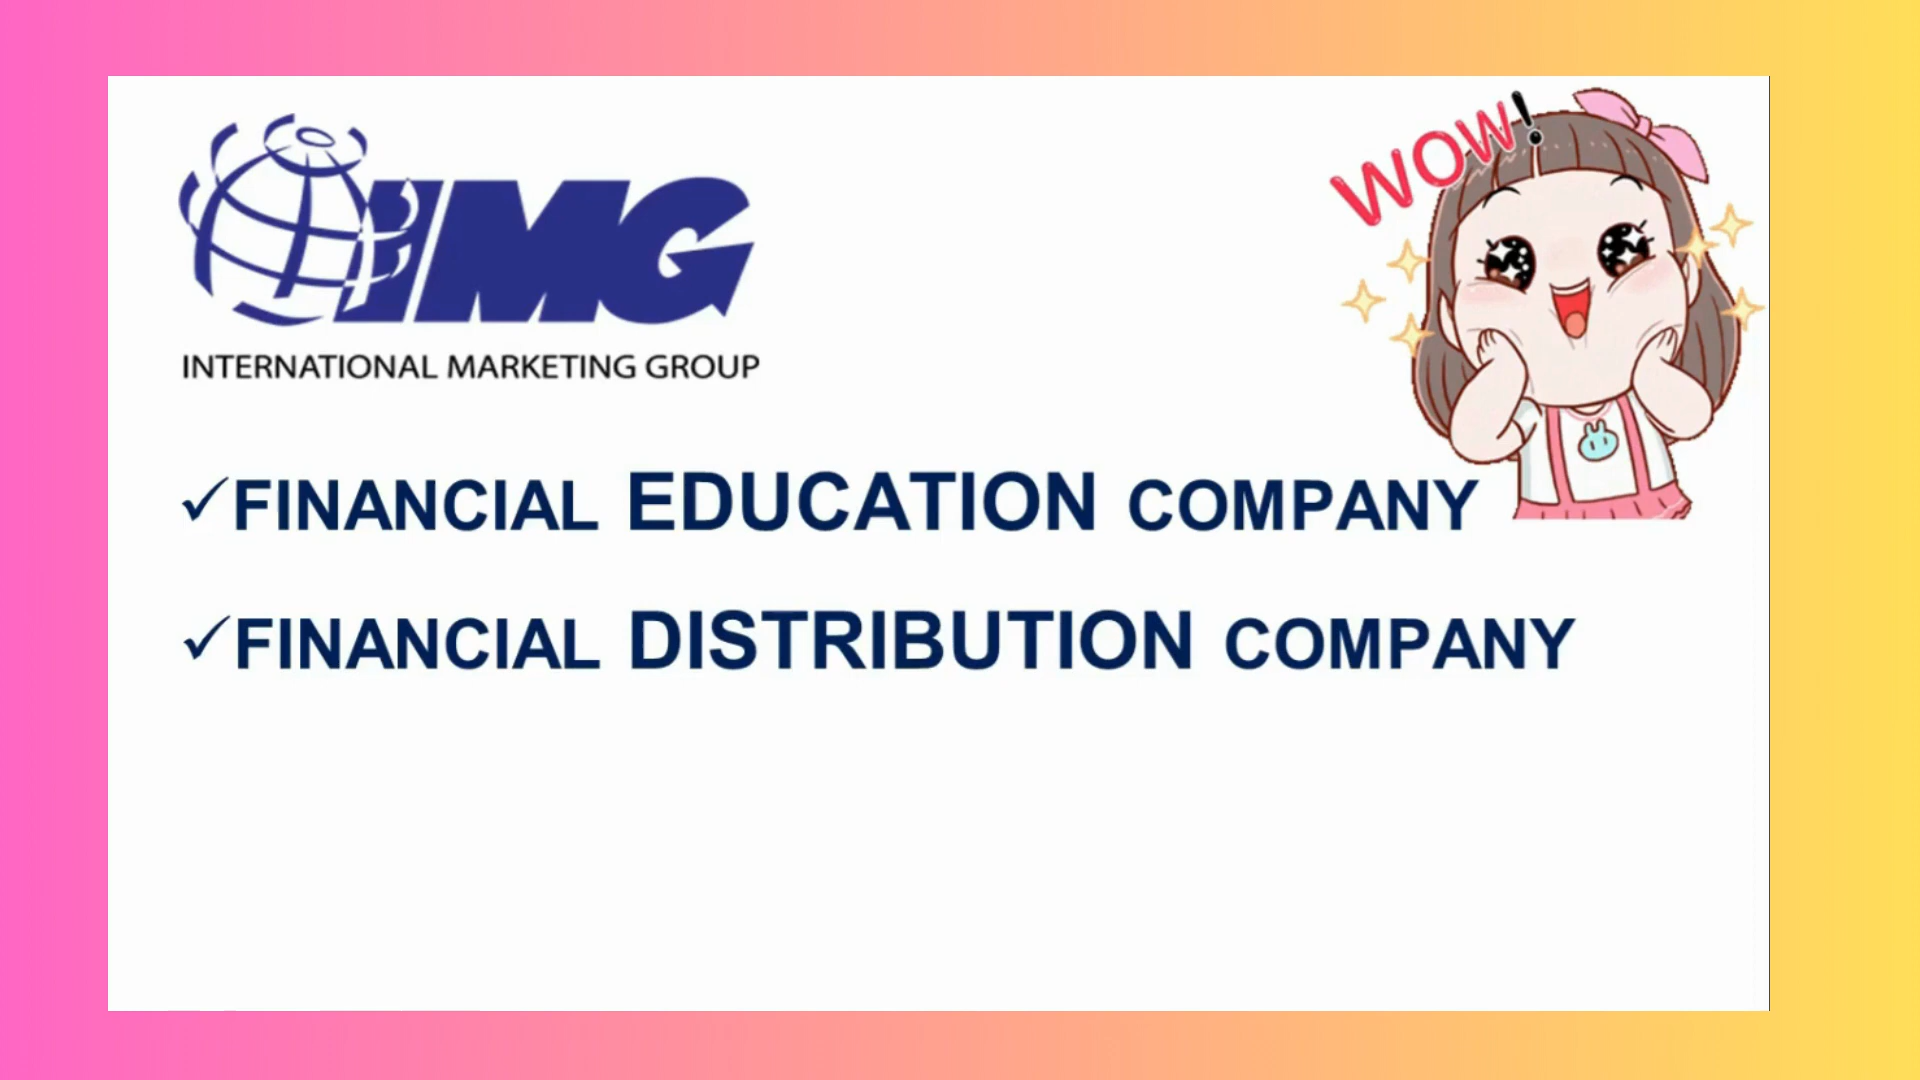 WOW!
IMG
INTERNATIONAL MARKETING GROUP
✓FINANCIAL EDUCATION COMPANY
✓FINANCIAL DISTRIBUTION COMPANY